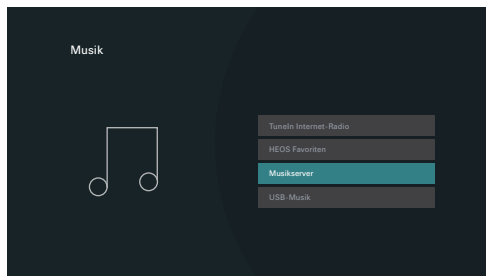 Musik
TuneIn Internet-Radio
HEOS Favoriten
Musikserver
USB-Musik